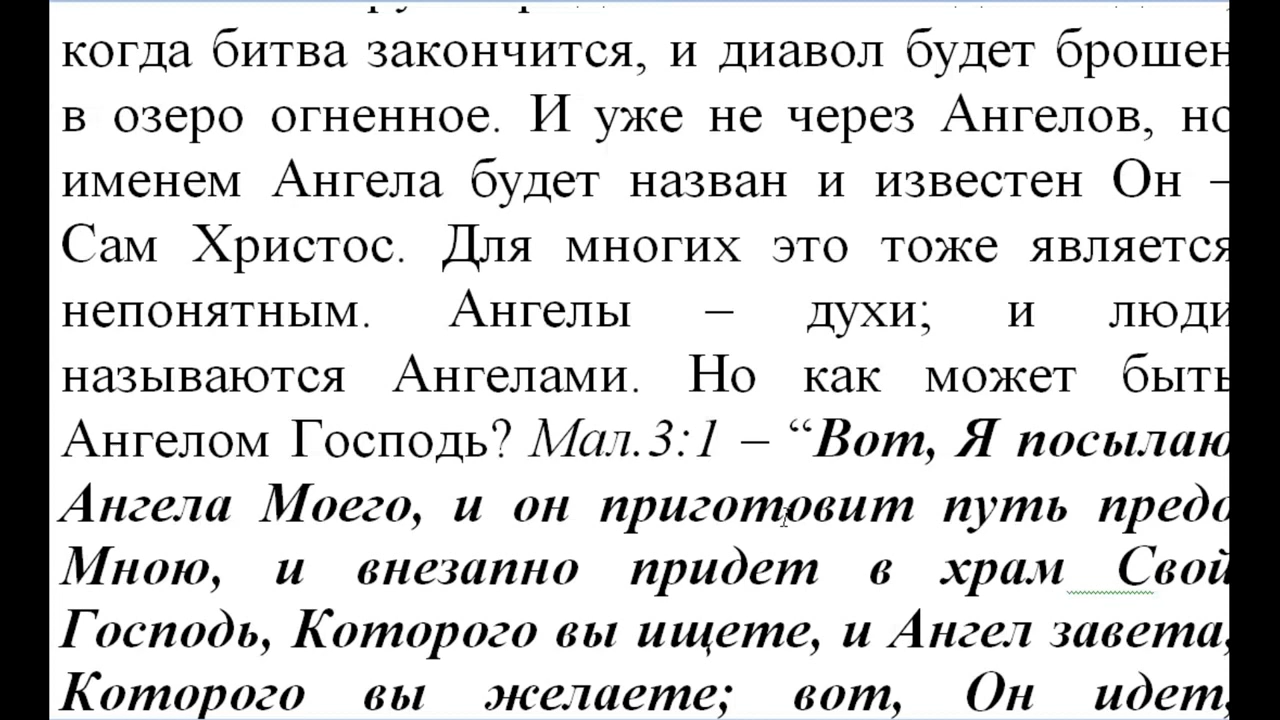 когда битва закончится, и диавол будет брошен
в озеро огненное. И уже не через Ангелов, но
именем Ангела будет назван и известен Он –
Сам Христос. Для многих это тоже является
непонятным. Ангелы – духи; и люди
называются Ангелами. Но как может быть
Ангелом Господь? Мал.3:1 – “Вот, Я посылаю
Ангела Моего, и он приготовит путь предо
Мною, и внезапно придет в храм Свой
Господь, Которого вы ищете, и Ангел завета,
Которого вы желаете; вот, Он идет,